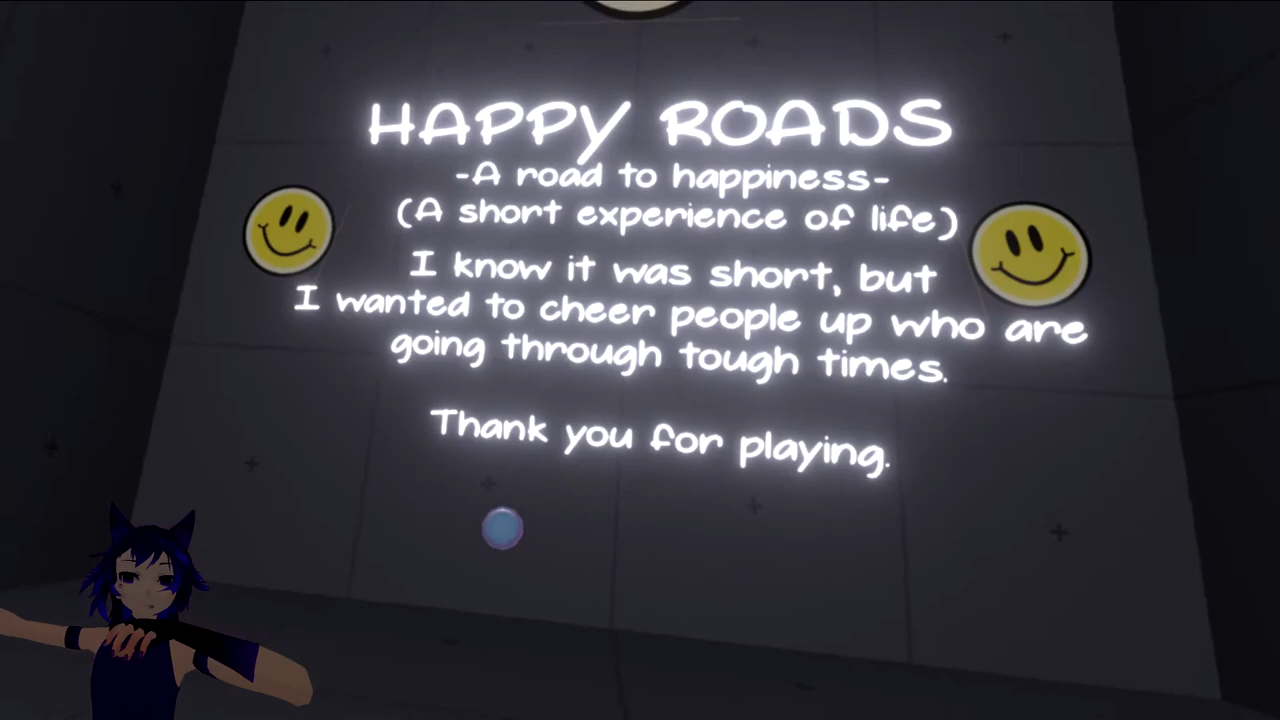 HAPPY ROADS
-A road to happiness-
(A short experience of life)
I know it was short, but
I wanted to cheer people up who are
going through tough times.
Thank you for playing.